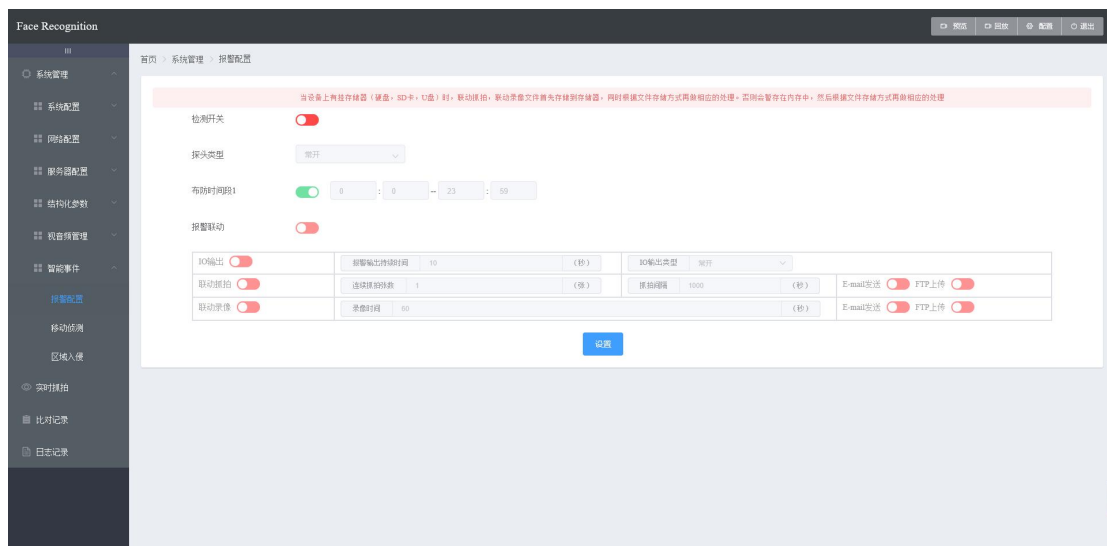 Face Recognition
预览 回放 配置 退出
首页 > 系统管理 > 报警配置
系统管理
系统配置
网络配置
服务器配置
结构化参数
视音频管理
智能事件
报警配置
移动侦测
区域入侵
实时抓拍
比对记录
日志记录
当设备上有挂存储器（硬盘，SD卡，U盘）时，联动抓拍，联动录像文件首先存储到存储器，同时根据文件存储方式再做相应的处理。否则会暂存在内存中，然后根据文件存储方式再做相应的处理
检测开关
探头类型 常开
布防时间段1 0 : 0 -- 23 : 59
报警联动
IO输出 报警输出持续时间 10 （秒） IO输出类型 常开
联动抓拍 连续抓拍张数 1 （张） 抓拍间隔 1000 （秒） E-mail发送 FTP上传
联动录像 录像时间 60 （秒） E-mail发送 FTP上传
设置